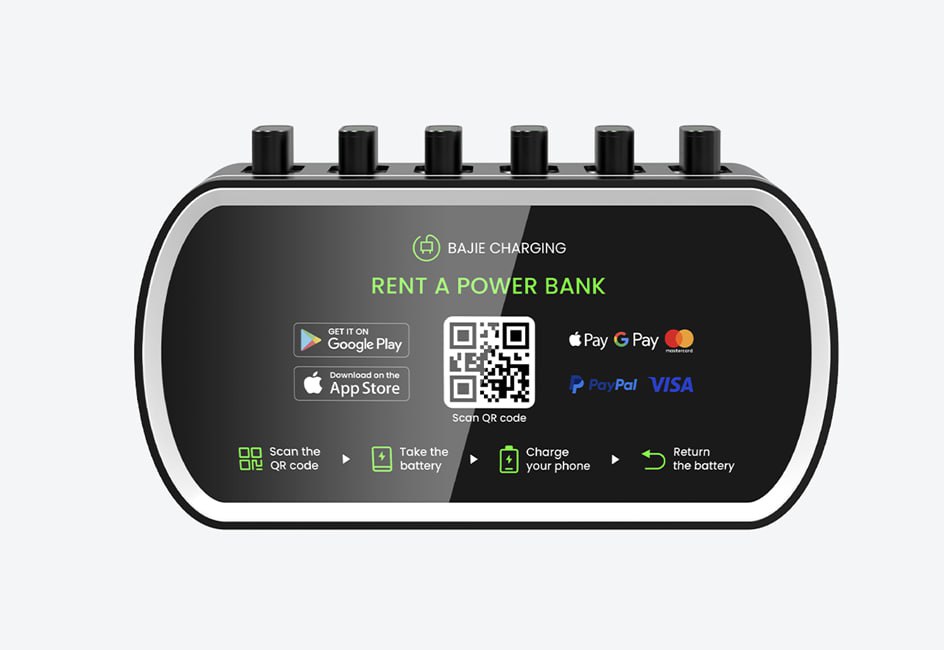 BAJIE CHARGING
RENT A POWER BANK
GET IT ON
Google Play
Download on the
App Store
Scan QR code
Pay G Pay mastercard
PayPal VISA
Scan the
QR code
Take the
battery
Charge
your phone
Return
the battery